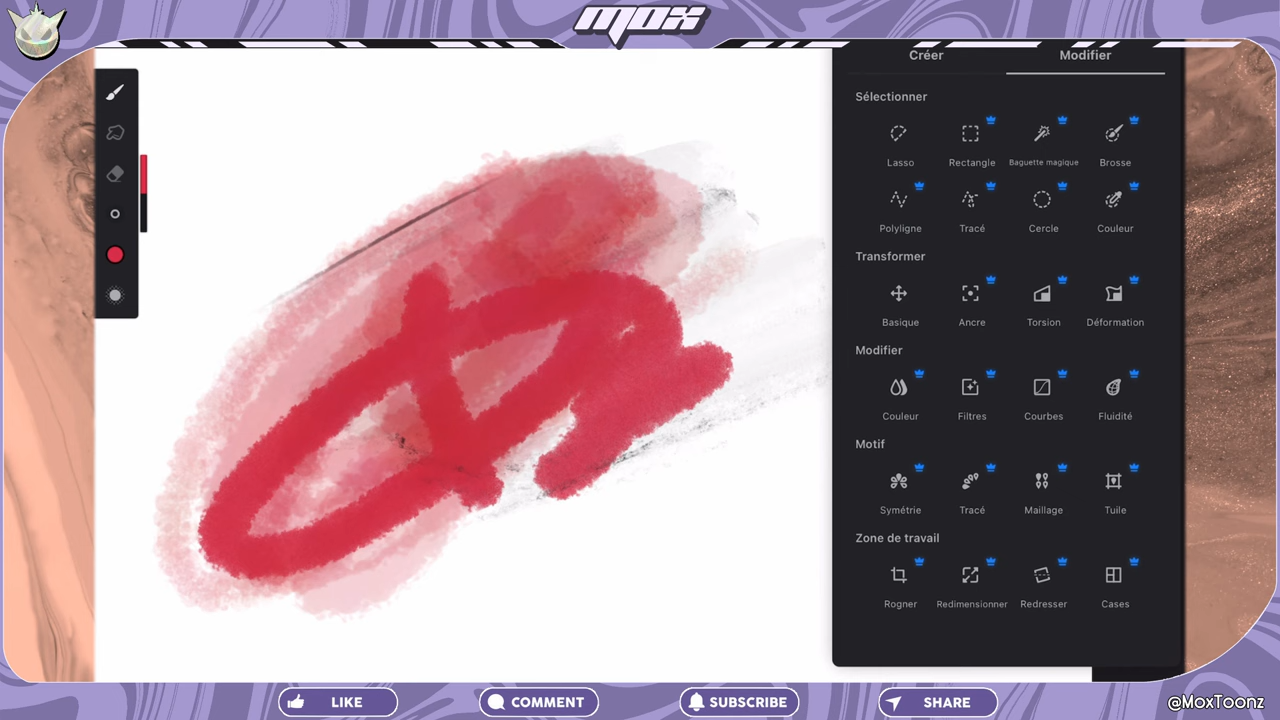 MOX
Créer Modifier
Sélectionner
Lasso Rectangle Baguette magique Brosse
Polyligne Tracé Cercle Couleur
Transformer
Basique Ancre Torsion Déformation
Modifier
Couleur Filtres Courbes Fluidité
Motif
Symétrie Tracé Maillage Tuile
Zone de travail
Rogner Redimensionner Redresser Cases
LIKE COMMENT SUBSCRIBE SHARE @MoxToonz